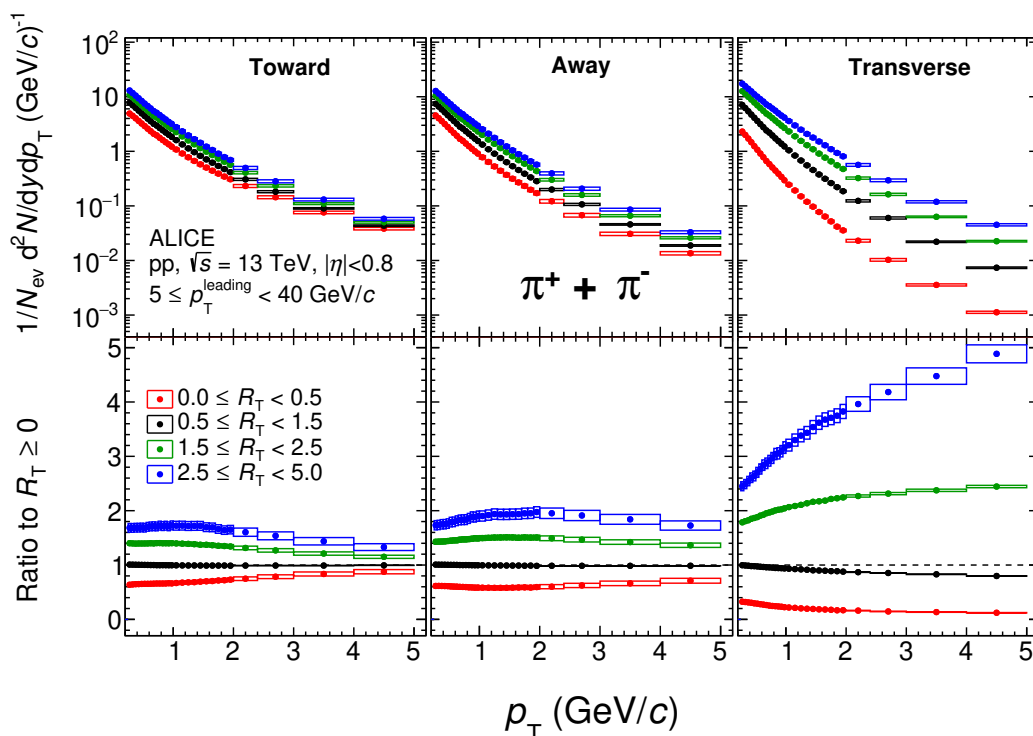 1/N_ev d²N/dydp_T (GeV/c)⁻¹
10²
10
1
10⁻¹
10⁻²
10⁻³
Toward
Away
Transverse
ALICE
pp, √s = 13 TeV, |η|<0.8
5 ≤ p_T^leading < 40 GeV/c
π⁺ + π⁻
Ratio to R_T ≥ 0
5
4
3
2
1
0
0.0 ≤ R_T < 0.5
0.5 ≤ R_T < 1.5
1.5 ≤ R_T < 2.5
2.5 ≤ R_T < 5.0
1 2 3 4 5 1 2 3 4 5 1 2 3 4 5
p_T (GeV/c)